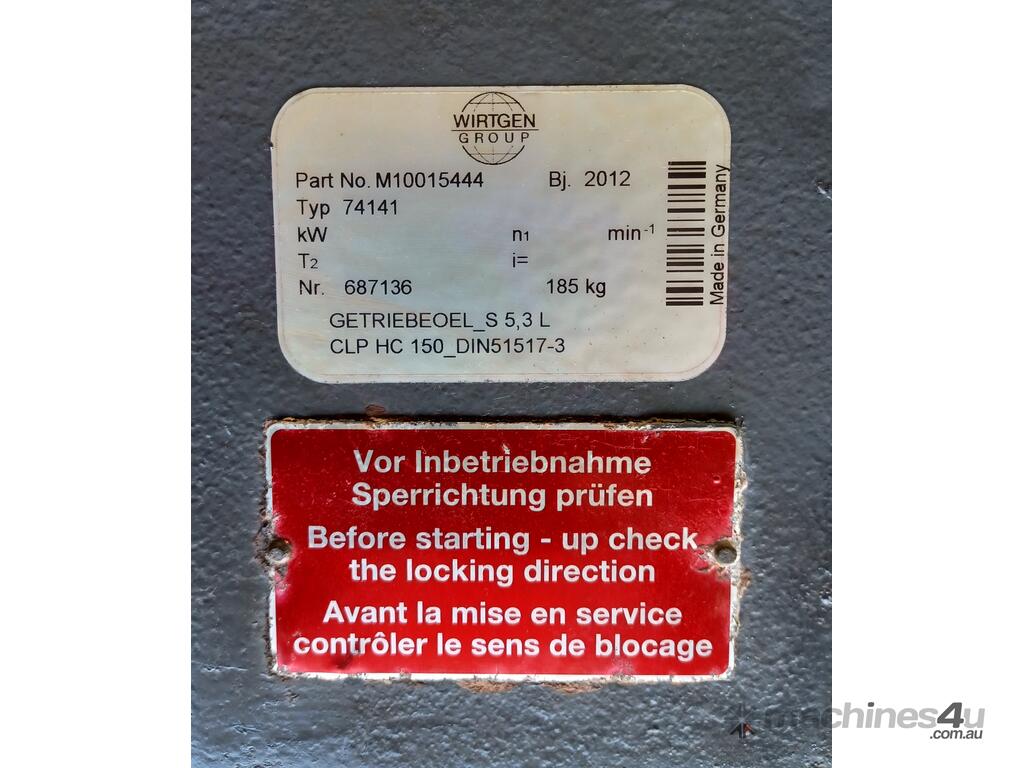 WIRTGEN
GROUP
Part No. M10015444 Bj. 2012
Typ 74141
kW n1 min-1
T2 i=
Nr. 687136 185 kg
GETRIEBEOEL_S 5,3 L
CLP HC 150_DIN51517-3
Made in Germany
Vor Inbetriebnahme
Sperrichtung prüfen
Before starting - up check
the locking direction
Avant la mise en service
contrôler le sens de blocage
machines4u
.com.au